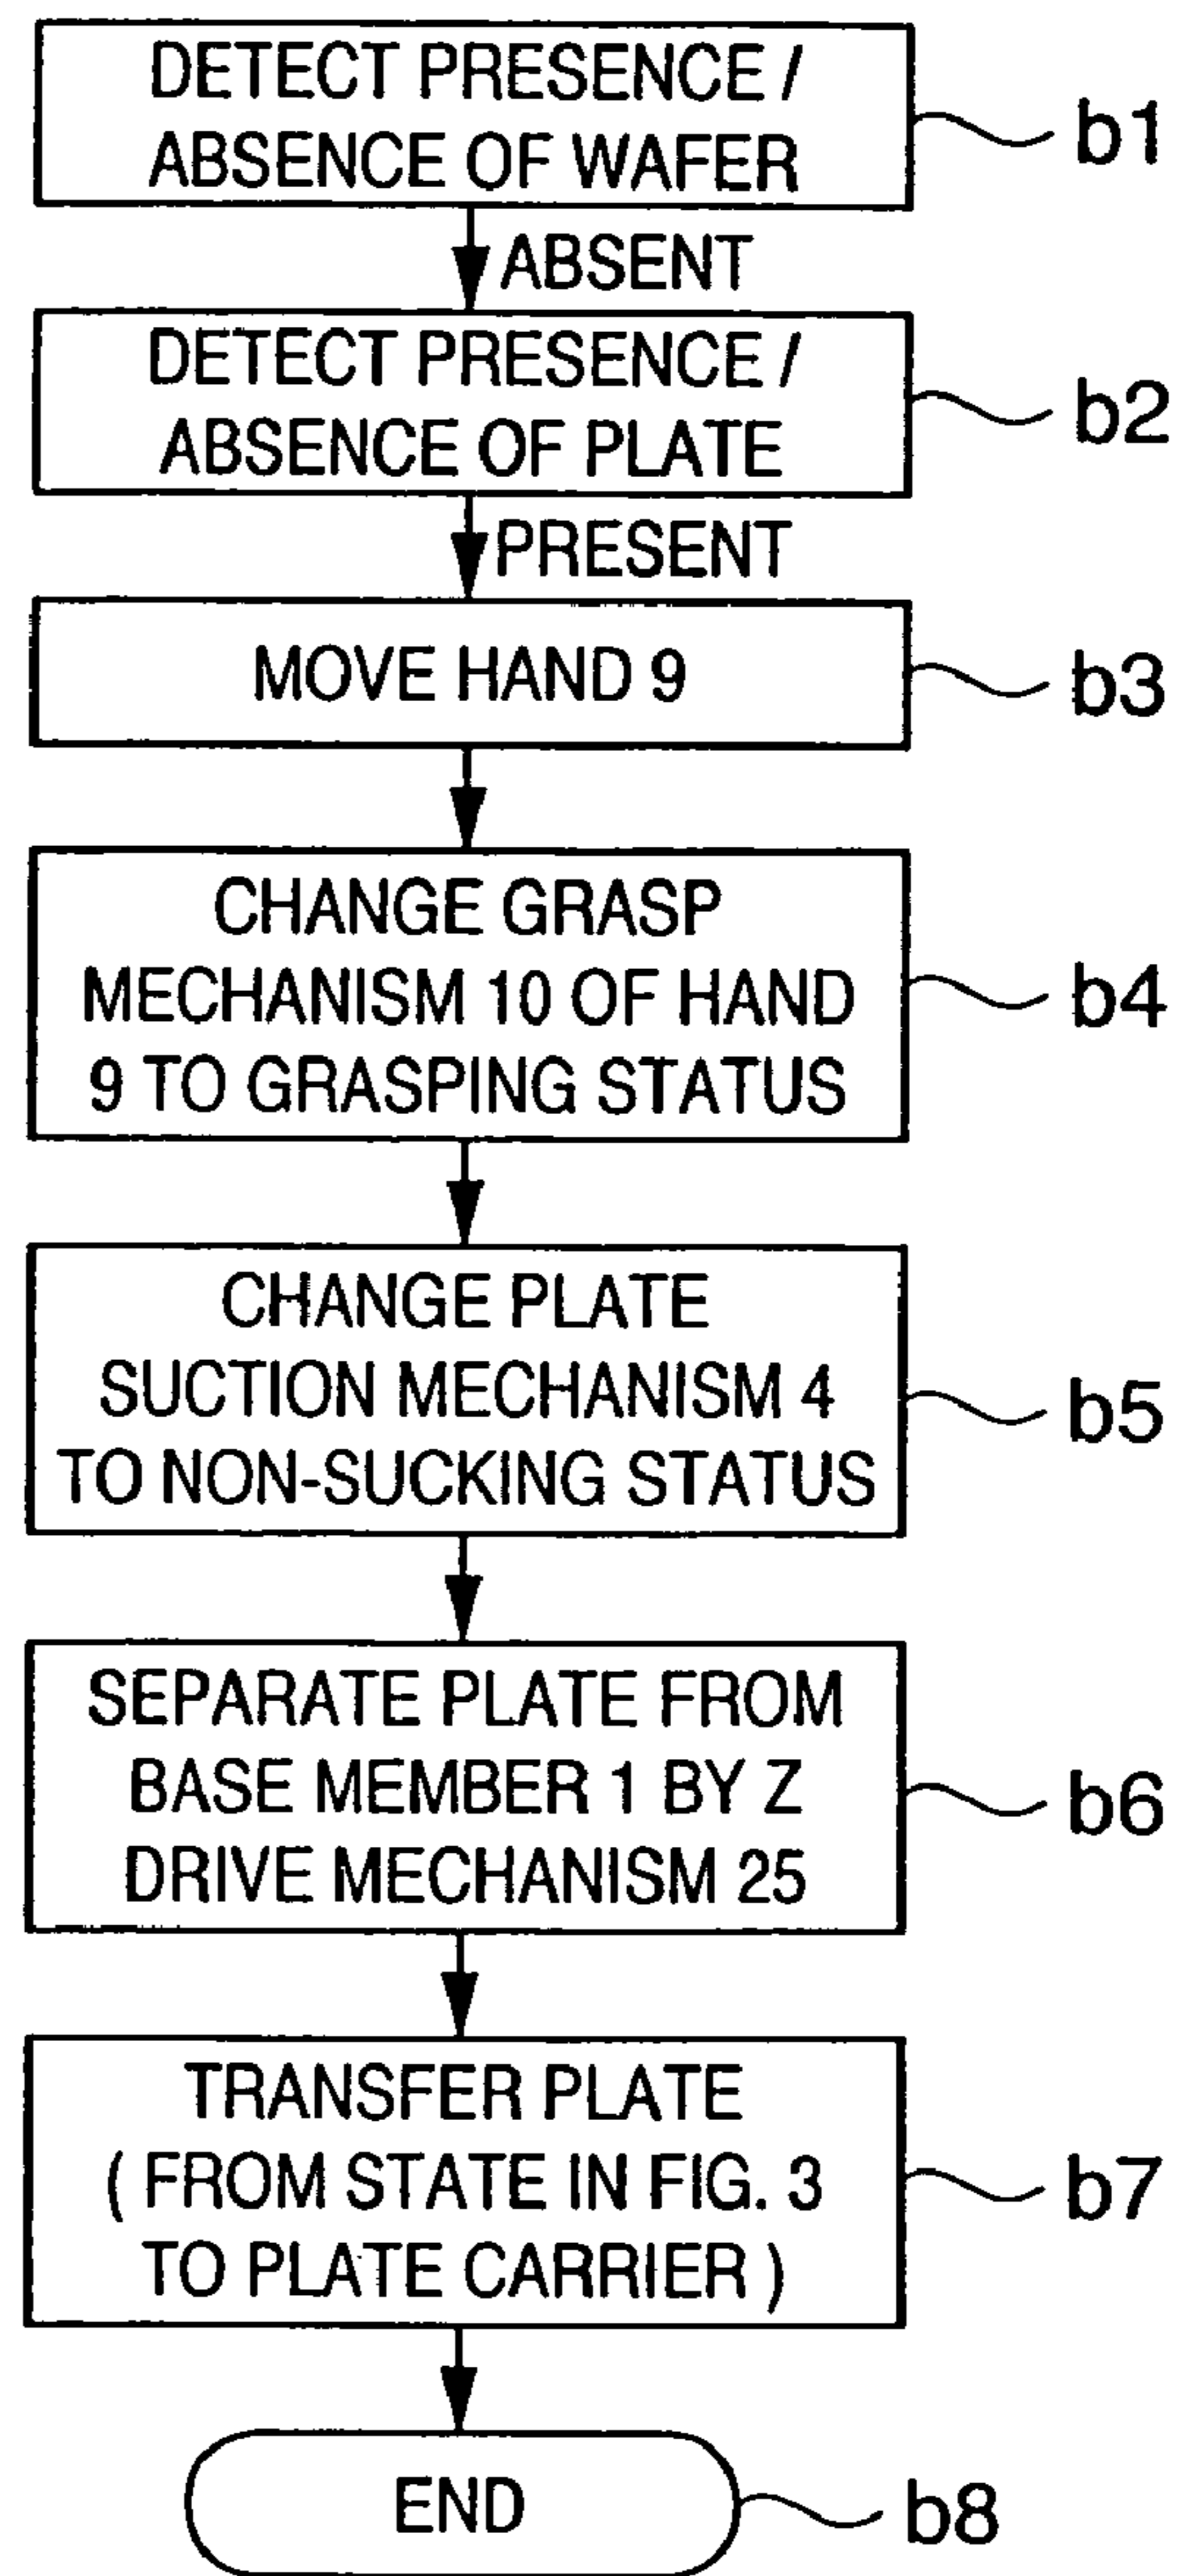 DETECT PRESENCE /
ABSENCE OF WAFER
b1
ABSENT
DETECT PRESENCE /
ABSENCE OF PLATE
b2
PRESENT
MOVE HAND 9
b3
CHANGE GRASP
MECHANISM 10 OF HAND
9 TO GRASPING STATUS
b4
CHANGE PLATE
SUCTION MECHANISM 4
TO NON-SUCKING STATUS
b5
SEPARATE PLATE FROM
BASE MEMBER 1 BY Z
DRIVE MECHANISM 25
b6
TRANSFER PLATE
( FROM STATE IN FIG. 3
TO PLATE CARRIER )
b7
END
b8